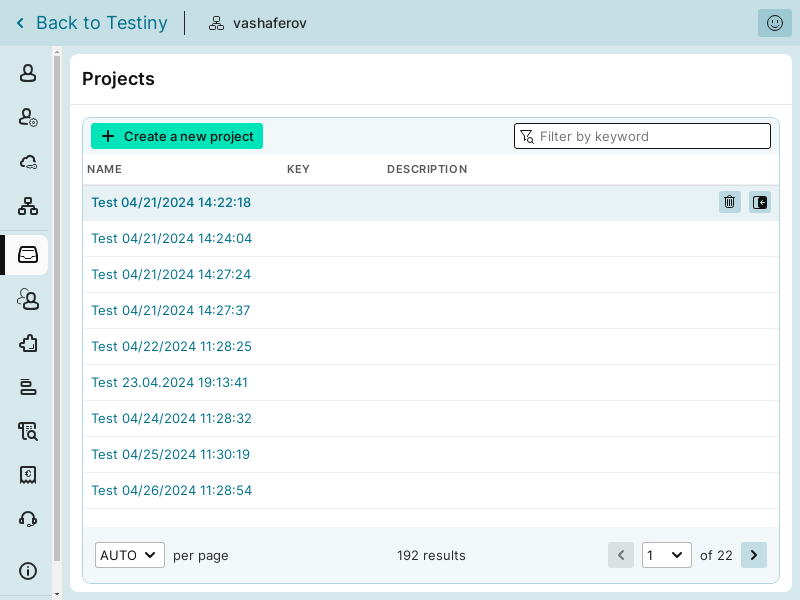 Back to Testiny
vashaferov
Projects
Create a new project
Filter by keyword
NAME KEY DESCRIPTION
Test 04/21/2024 14:22:18
Test 04/21/2024 14:24:04
Test 04/21/2024 14:27:24
Test 04/21/2024 14:27:37
Test 04/22/2024 11:28:25
Test 23.04.2024 19:13:41
Test 04/24/2024 11:28:32
Test 04/25/2024 11:30:19
Test 04/26/2024 11:28:54
AUTO per page 192 results 1 of 22